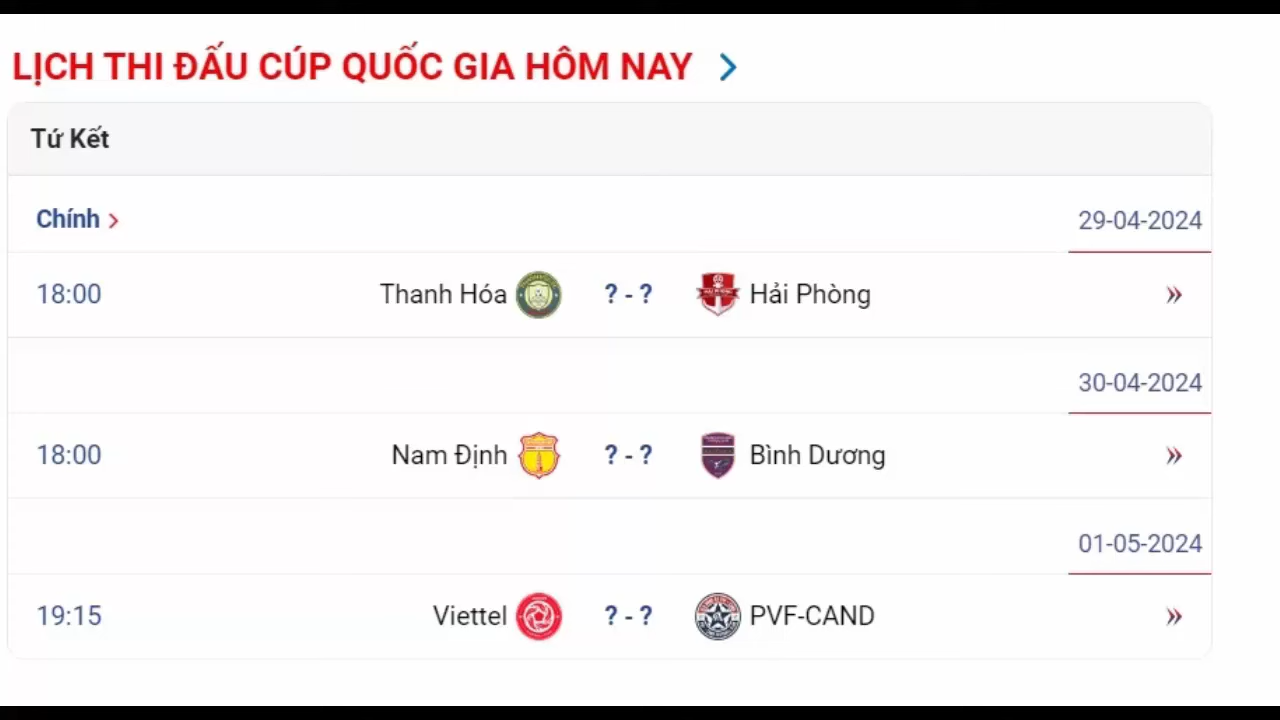 LỊCH THI ĐẤU CÚP QUỐC GIA HÔM NAY
Tứ Kết
Chính 29-04-2024
18:00 Thanh Hóa ? - ? Hải Phòng
30-04-2024
18:00 Nam Định ? - ? Bình Dương
01-05-2024
19:15 Viettel ? - ? PVF-CAND